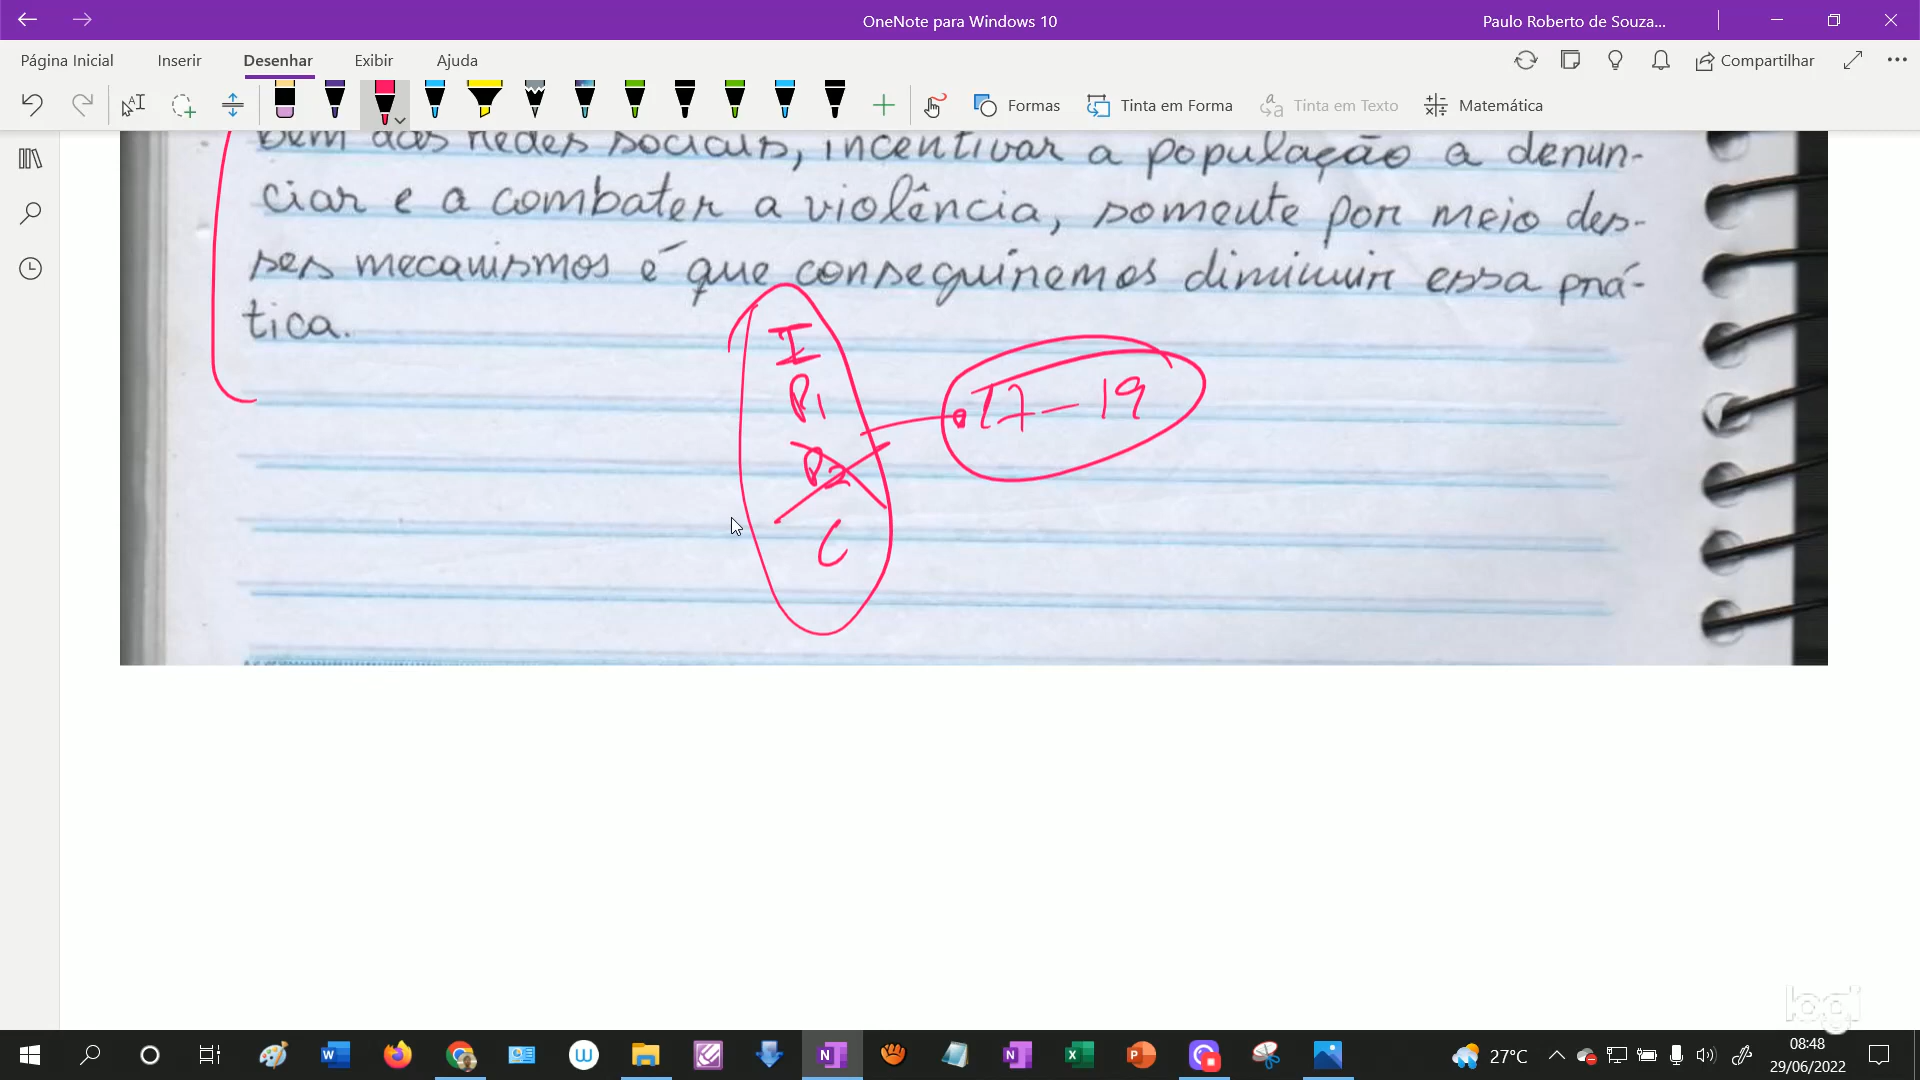 OneNote para Windows 10
Paulo Roberto de Souza...
Página Inicial Inserir Desenhar Exibir Ajuda
Compartilhar
Formas Tinta em Forma Tinta em Texto Matemática
bem das redes sociais, incentivar a população a denun-
ciar e a combater a violência, somente por meio des-
ses mecanismos é que conseguiremos diminuir essa prá-
tica.
I
P1
17-19
P2
C
logi
27°C
08:48
29/06/2022